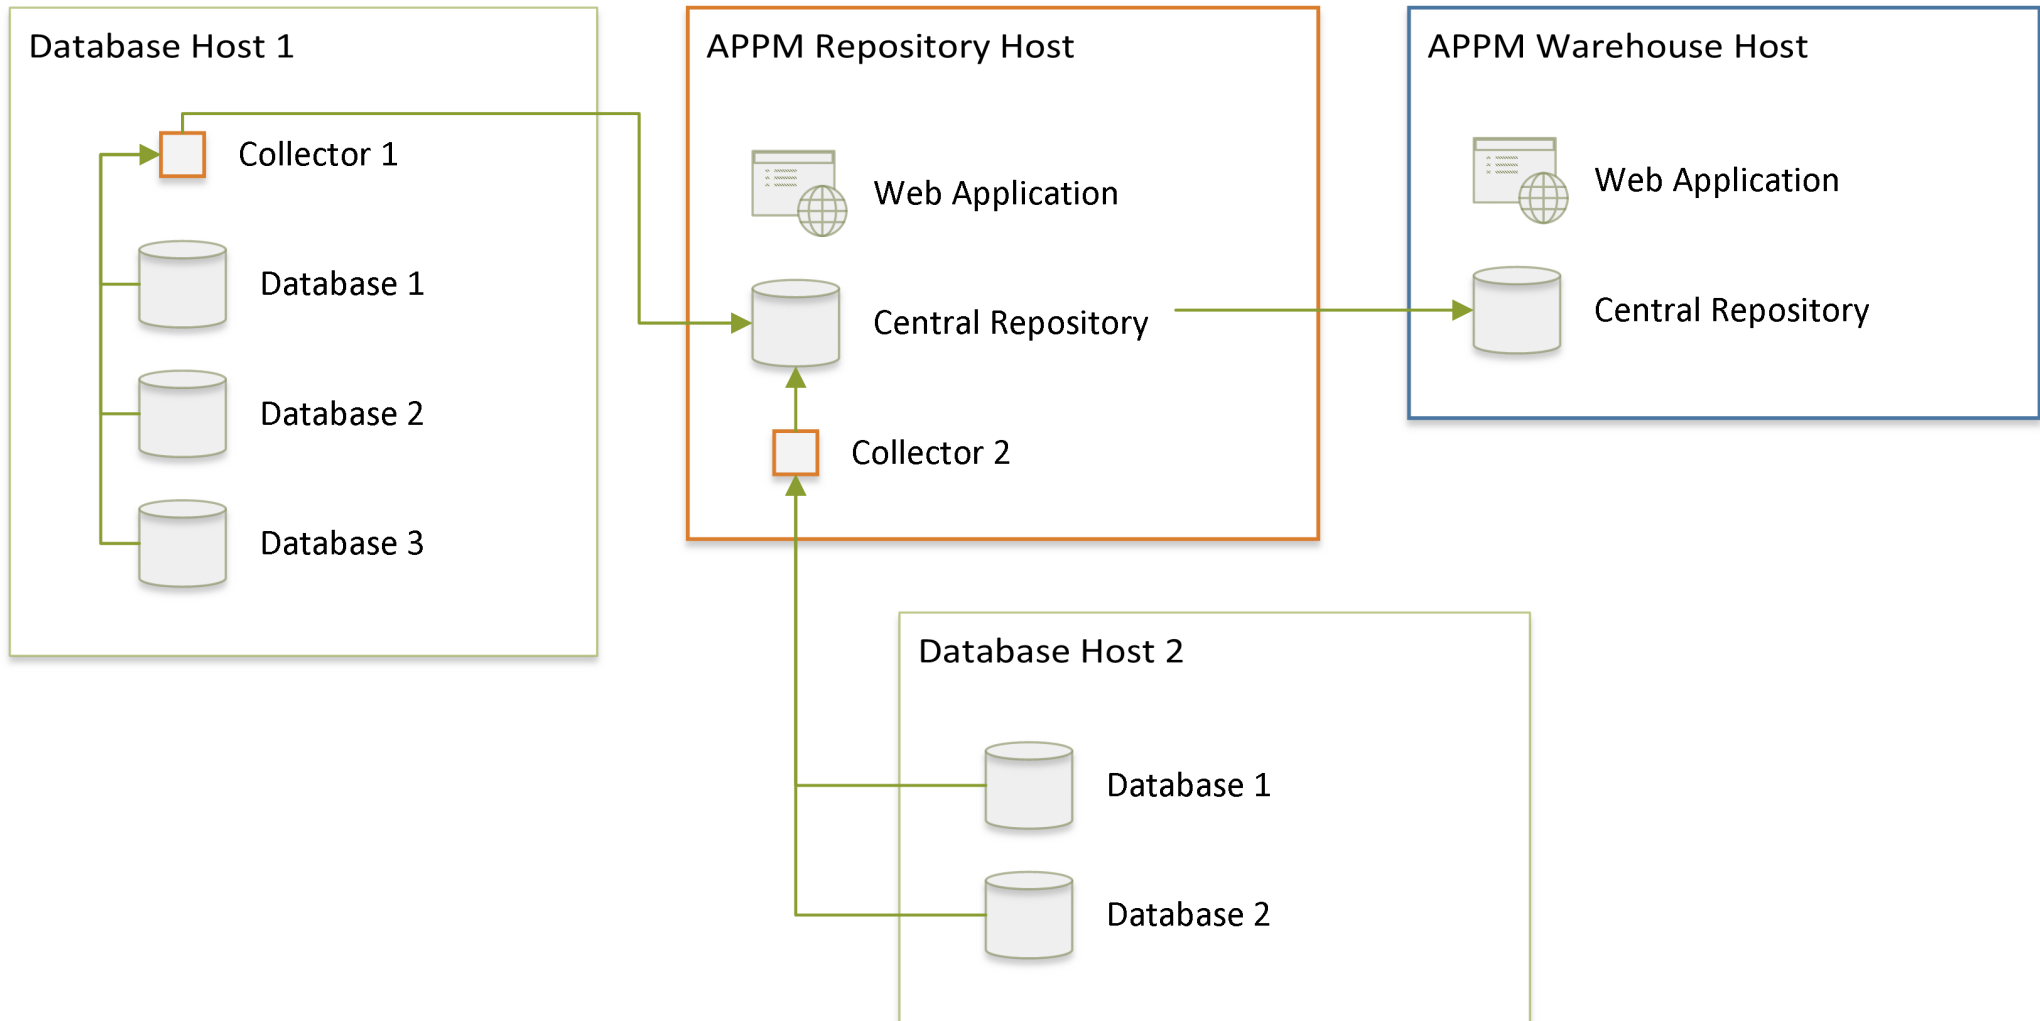 Database Host 1
Collector 1
Database 1
Database 2
Database 3
APPM Repository Host
Web Application
Central Repository
Collector 2
APPM Warehouse Host
Web Application
Central Repository
Database Host 2
Database 1
Database 2